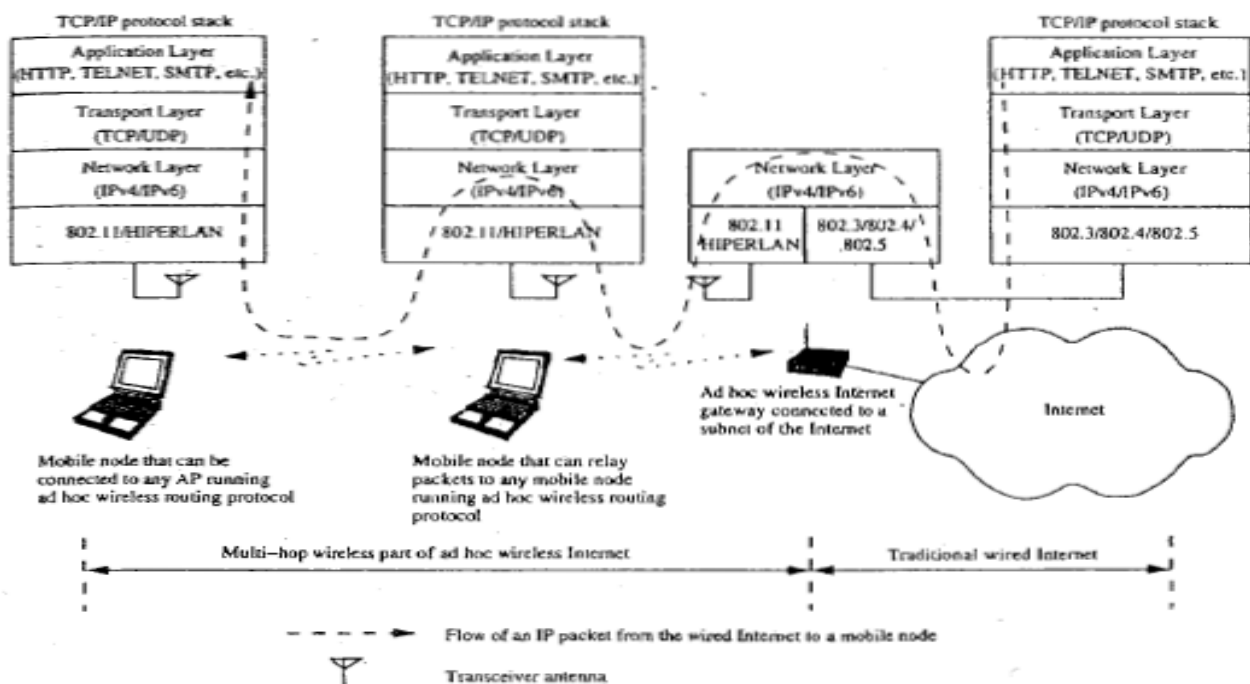 TCP/IP protocol stack
Application Layer
(HTTP, TELNET, SMTP, etc.)
Transport Layer
(TCP/UDP)
Network Layer
(IPv4/IPv6)
802.11/HIPERLAN
TCP/IP protocol stack
Application Layer
(HTTP, TELNET, SMTP, etc.)
Transport Layer
(TCP/UDP)
Network Layer
(IPv4/IPv6)
802.11/HIPERLAN
Network Layer
(IPv4/IPv6)
802.11
HIPERLAN
802.3/802.4/
802.5
TCP/IP protocol stack
Application Layer
(HTTP, TELNET, SMTP, etc.)
Transport Layer
(TCP/UDP)
Network Layer
(IPv4/IPv6)
802.3/802.4/802.5
Mobile node that can be
connected to any AP running
ad hoc wireless routing protocol
Mobile node that can relay
packets to any mobile node
running ad hoc wireless routing
protocol
Ad hoc wireless Internet
gateway connected to a
subnet of the Internet
Internet
Multi-hop wireless part of ad hoc wireless Internet
Traditional wired Internet
Flow of an IP packet from the wired Internet to a mobile node
Transceiver antenna